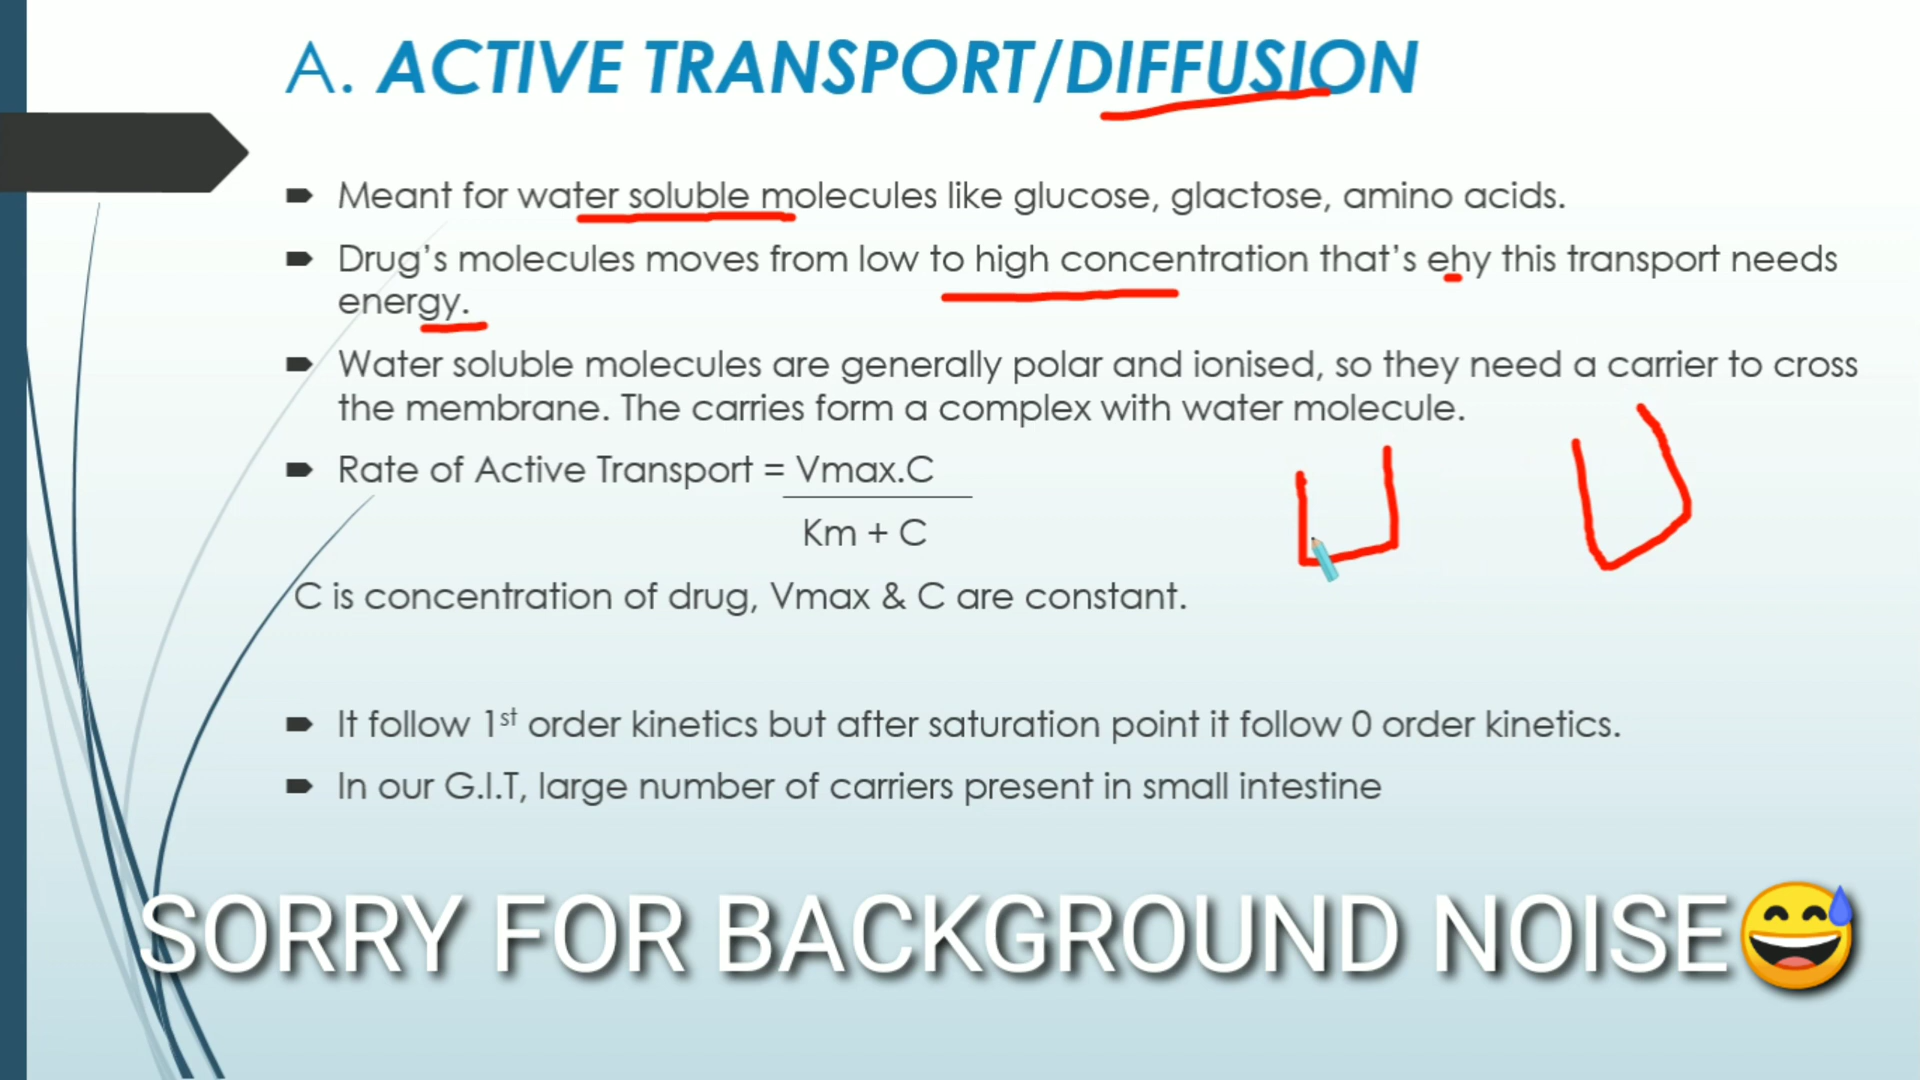 A. ACTIVE TRANSPORT/DIFFUSION
Meant for water soluble molecules like glucose, glactose, amino acids.
Drug’s molecules moves from low to high concentration that’s ehy this transport needs
energy.
Water soluble molecules are generally polar and ionised, so they need a carrier to cross
the membrane. The carries form a complex with water molecule.
Rate of Active Transport = Vmax.C
Km + C
C is concentration of drug, Vmax & C are constant.
It follow 1st order kinetics but after saturation point it follow 0 order kinetics.
In our G.I.T, large number of carriers present in small intestine
SORRY FOR BACKGROUND NOISE😅